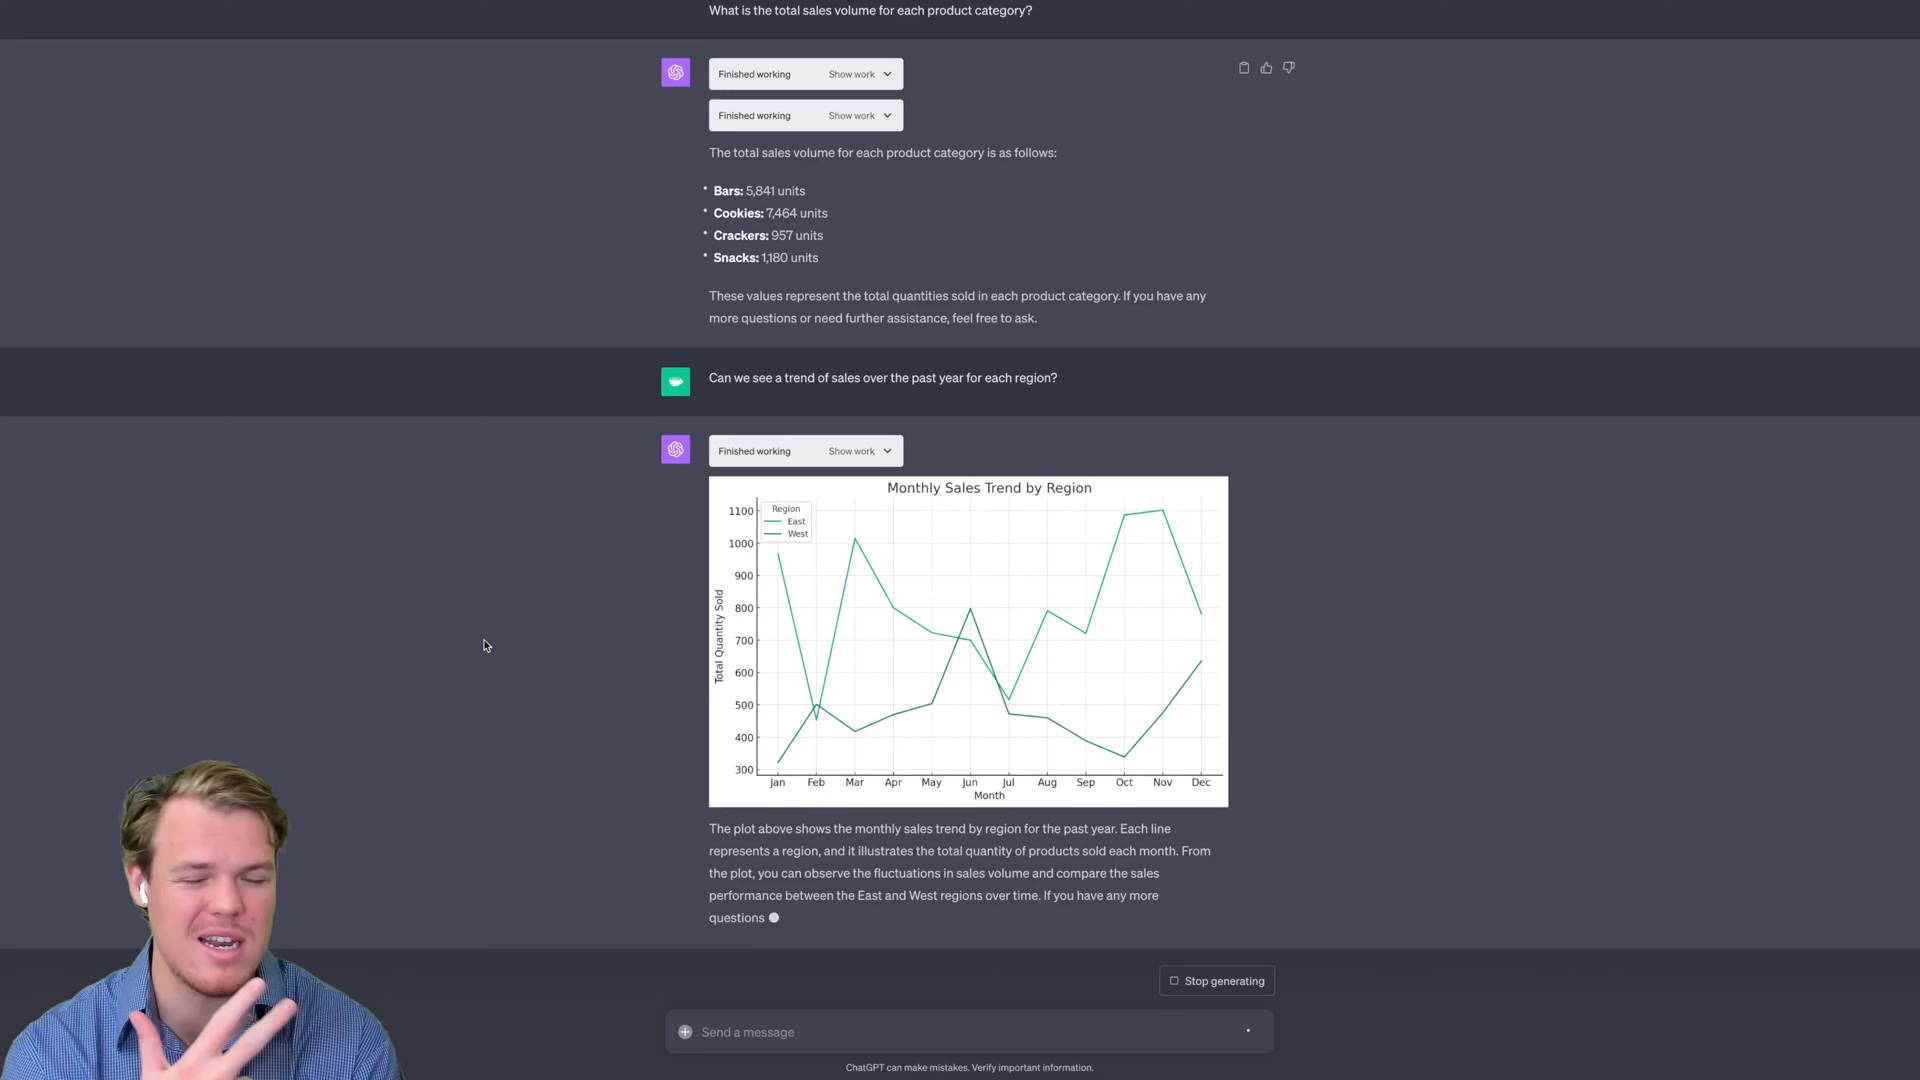 What is the total sales volume for each product category?
Finished working Show work
Finished working Show work
The total sales volume for each product category is as follows:
• Bars: 5,841 units
• Cookies: 7,464 units
• Crackers: 957 units
• Snacks: 1,180 units
These values represent the total quantities sold in each product category. If you have any
more questions or need further assistance, feel free to ask.
Can we see a trend of sales over the past year for each region?
Finished working Show work
Monthly Sales Trend by Region
Region
East
West
1100
1000
900
800
700
600
500
400
300
Total Quantity Sold
Jan Feb Mar Apr May Jun Jul Aug Sep Oct Nov Dec
Month
The plot above shows the monthly sales trend by region for the past year. Each line
represents a region, and it illustrates the total quantity of products sold each month. From
the plot, you can observe the fluctuations in sales volume and compare the sales
performance between the East and West regions over time. If you have any more
questions
Stop generating
Send a message
ChatGPT can make mistakes. Verify important information.